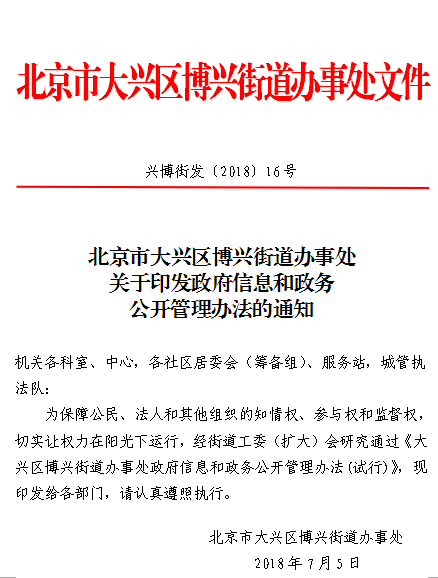 北京市大兴区博兴街道办事处文件
兴博街发〔2018〕16号
北京市大兴区博兴街道办事处
关于印发政府信息和政务
公开管理办法的通知
机关各科室、中心，各社区居委会（筹备组）、服务站，城管执
法队：
为保障公民、法人和其他组织的知情权、参与权和监督权，
切实让权力在阳光下运行，经街道工委（扩大）会研究通过《大
兴区博兴街道办事处政府信息和政务公开管理办法(试行)》，现
印发给各部门，请认真遵照执行。
北京市大兴区博兴街道办事处
2018年7月5日